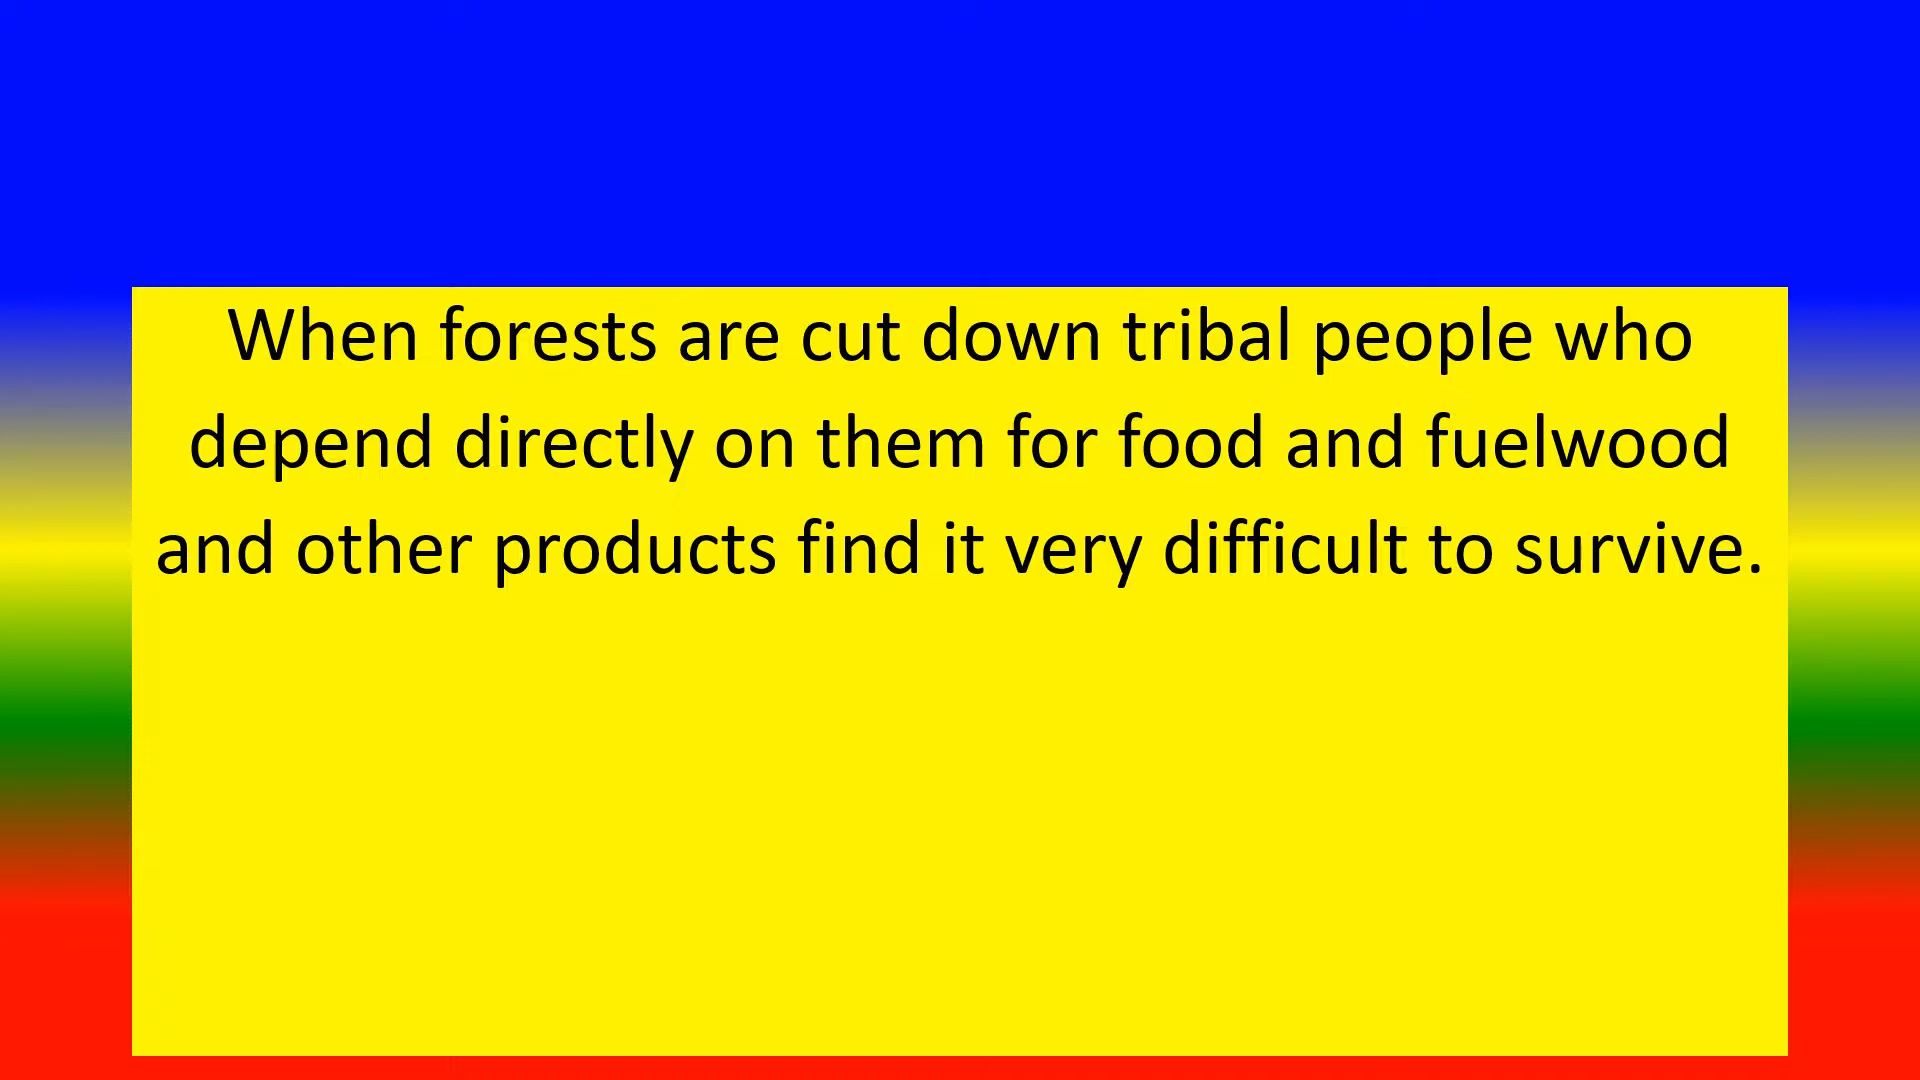 When forests are cut down tribal people who
depend directly on them for food and fuelwood
and other products find it very difficult to survive.